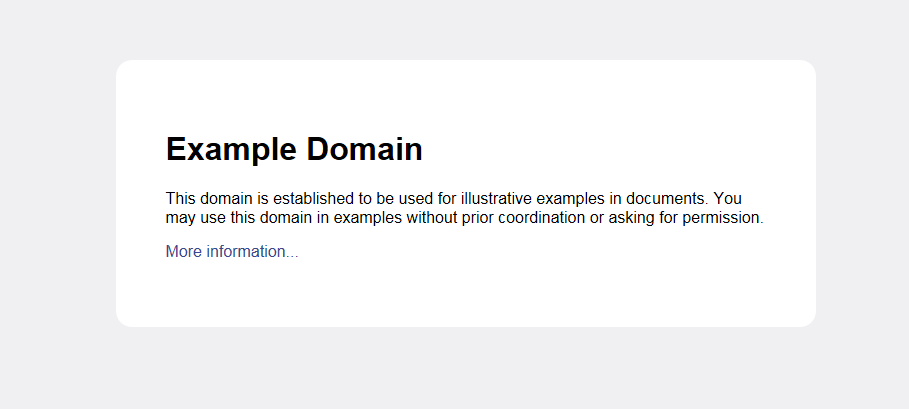 Example Domain
This domain is established to be used for illustrative examples in documents. You
may use this domain in examples without prior coordination or asking for permission.
More information...